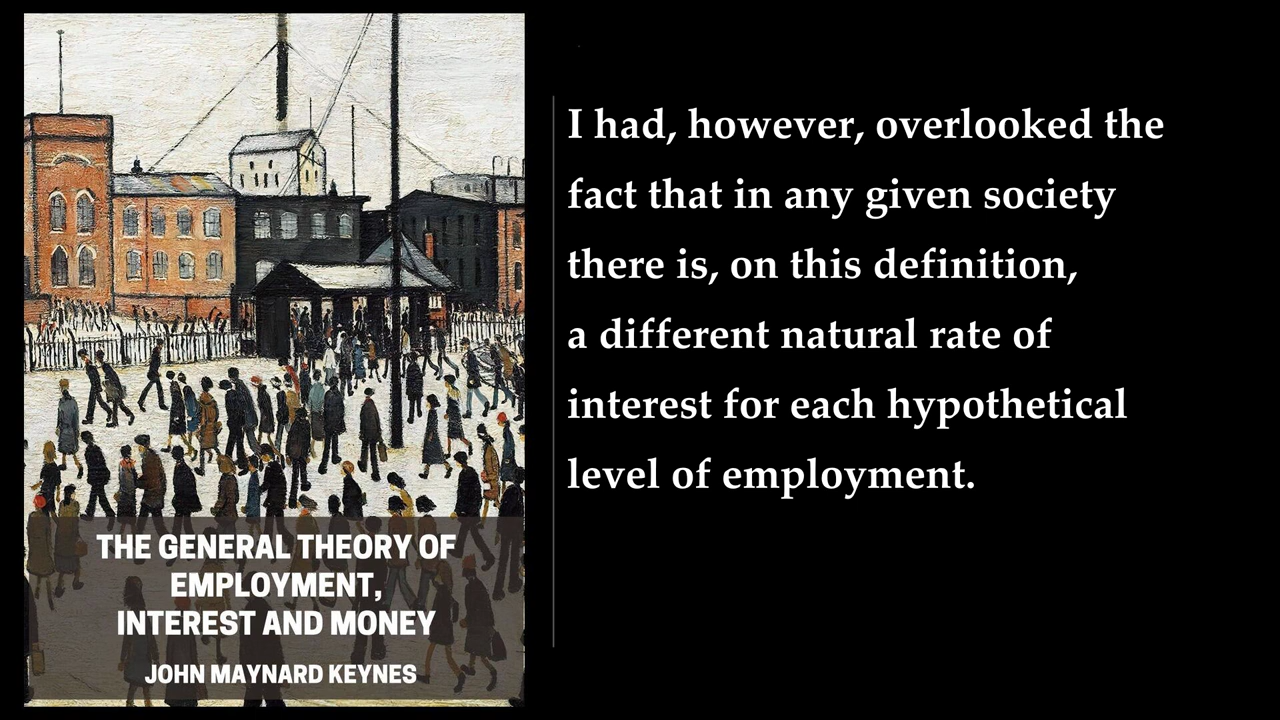 THE GENERAL THEORY OF
EMPLOYMENT,
INTEREST AND MONEY
JOHN MAYNARD KEYNES
I had, however, overlooked the
fact that in any given society
there is, on this definition,
a different natural rate of
interest for each hypothetical
level of employment.